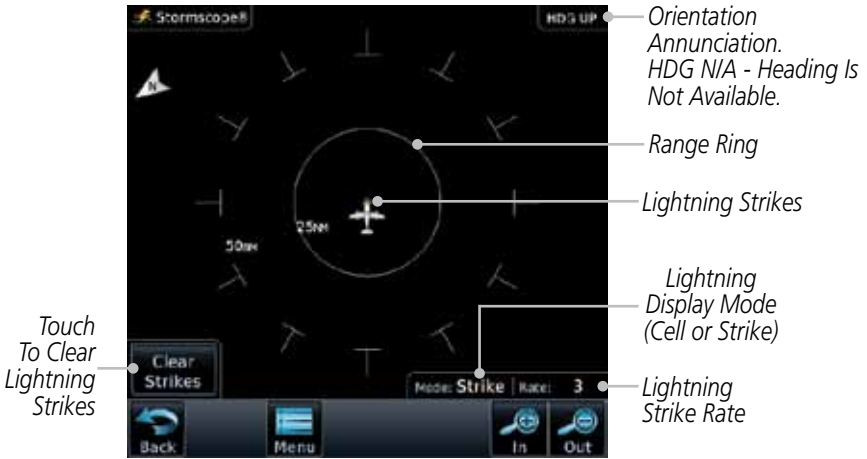 Stormscope®
HDG UP
Orientation
Annunciation.
HDG N/A - Heading Is
Not Available.
N
Range Ring
Lightning Strikes
25NM
50NM
Lightning
Display Mode
(Cell or Strike)
Touch
To Clear
Lightning
Strikes
Clear
Strikes
Mode: Strike
Rate: 3
Lightning
Strike Rate
Back
Menu
In
Out